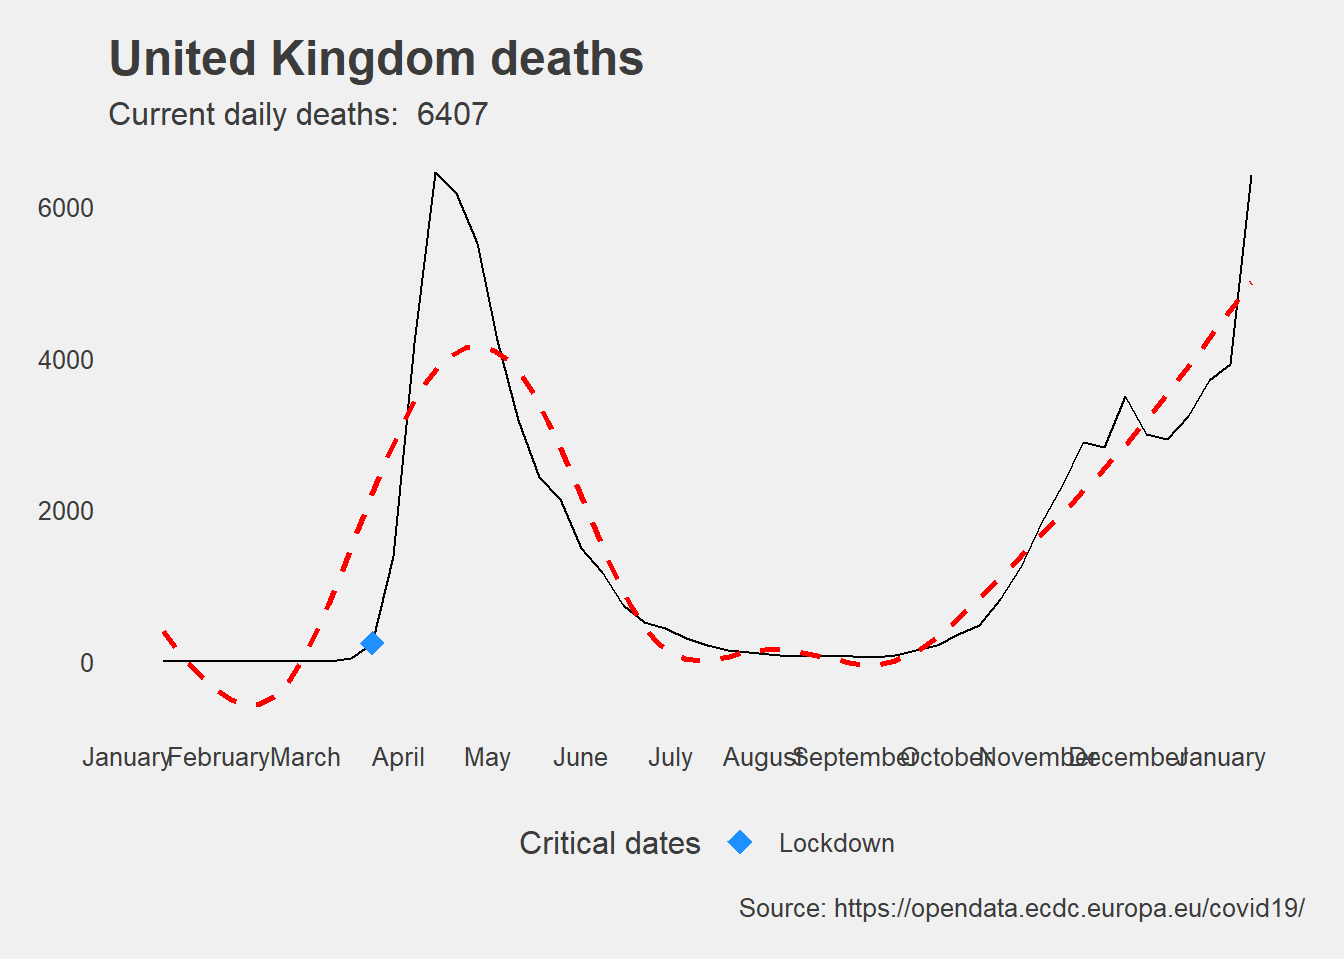 United Kingdom deaths
Current daily deaths:  6407
6000
4000
2000
0
January February March April May June July August September October November December January
Critical dates Lockdown
Source: https://opendata.ecdc.europa.eu/covid19/